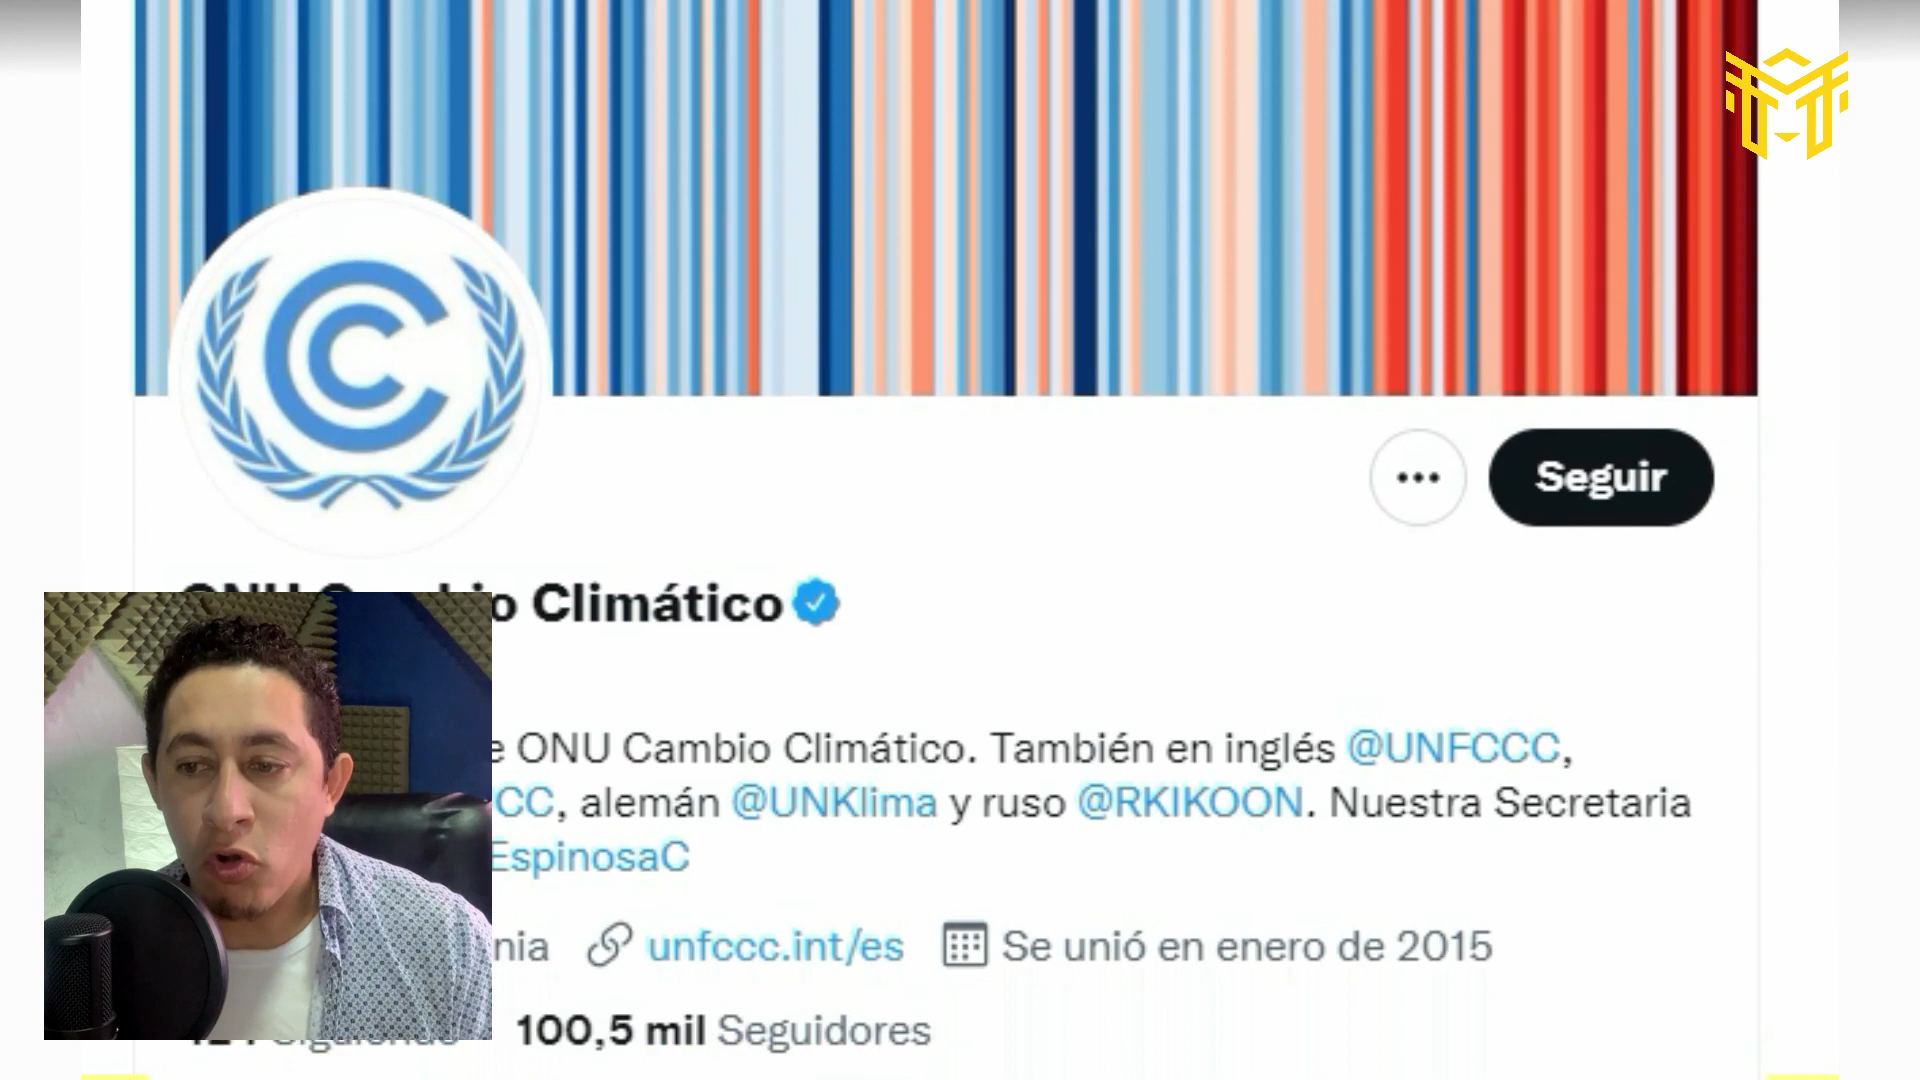 Seguir
Climático
ONU Cambio Climático. También en inglés @UNFCCC,
CC, alemán @UNKlima y ruso @RKIKOON. Nuestra Secretaria
EspinosaC
nia unfccc.int/es Se unió en enero de 2015
100,5 mil Seguidores